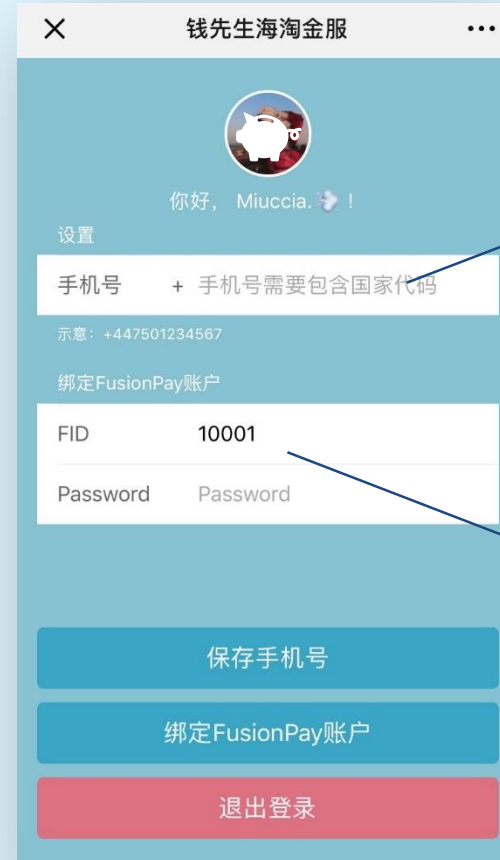 钱先生海淘金服
你好, Miuccia. !
设置
手机号 + 手机号需要包含国家代码
示意: +447501234567
绑定FusionPay账户
FID 10001
Password Password
保存手机号
绑定FusionPay账户
退出登录